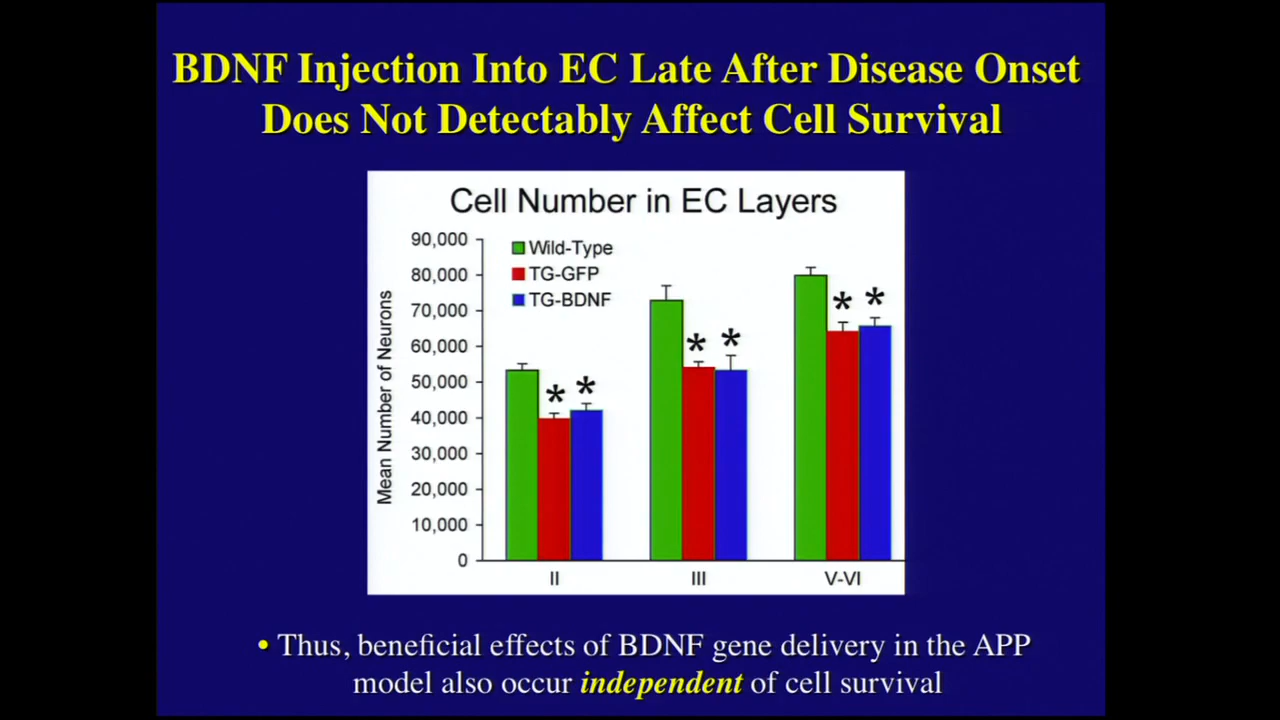 BDNF Injection Into EC Late After Disease Onset
Does Not Detectably Affect Cell Survival
Cell Number in EC Layers
Mean Number of Neurons
90,000
80,000
70,000
60,000
50,000
40,000
30,000
20,000
10,000
0
Wild-Type
TG-GFP
TG-BDNF
* *
* *
* *
II III V-VI
• Thus, beneficial effects of BDNF gene delivery in the APP
model also occur independent of cell survival